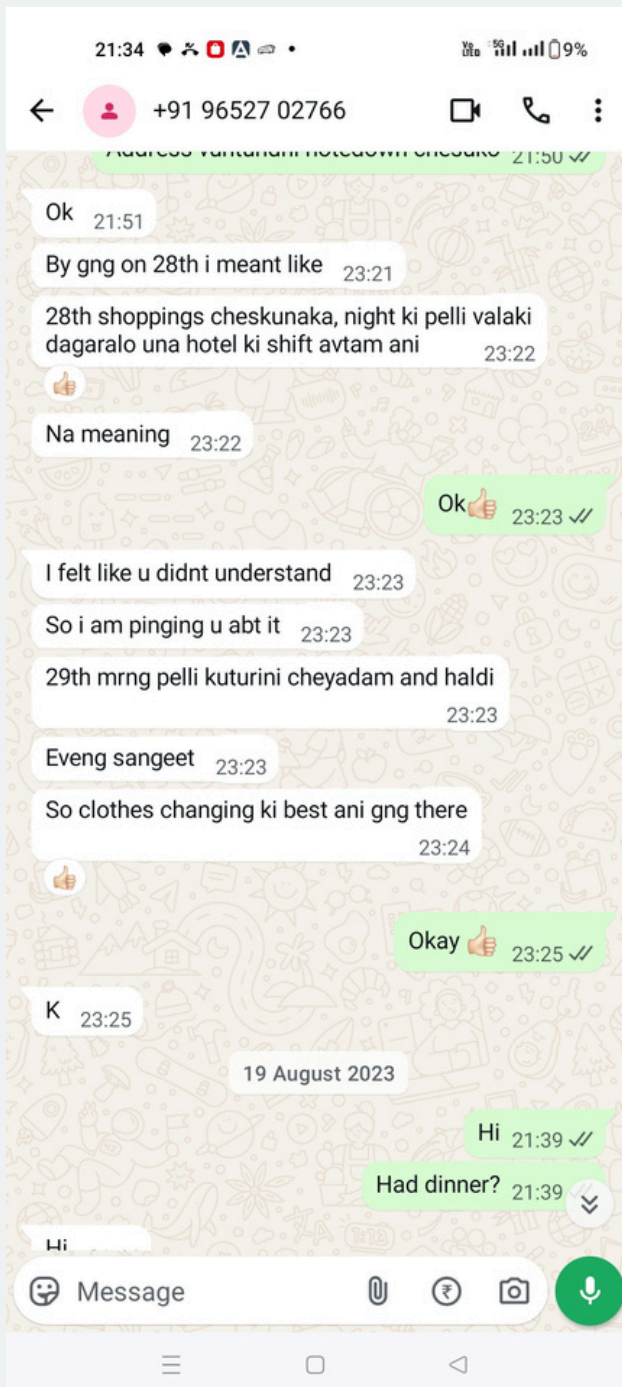 21:34
Vo LTE 5G 9%
+91 96527 02766
21:50
Ok 21:51
By gng on 28th i meant like 23:21
28th shoppings cheskunaka, night ki pelli valaki
dagaralo una hotel ki shift avtam ani 23:22
Na meaning 23:22
Ok👍🏻 23:23
I felt like u didnt understand 23:23
So i am pinging u abt it 23:23
29th mrng pelli kuturini cheyadam and haldi
23:23
Eveng sangeet 23:23
So clothes changing ki best ani gng there
23:24
Okay 👍🏻 23:25
K 23:25
19 August 2023
Hi 21:39
Had dinner? 21:39
Hi
Message